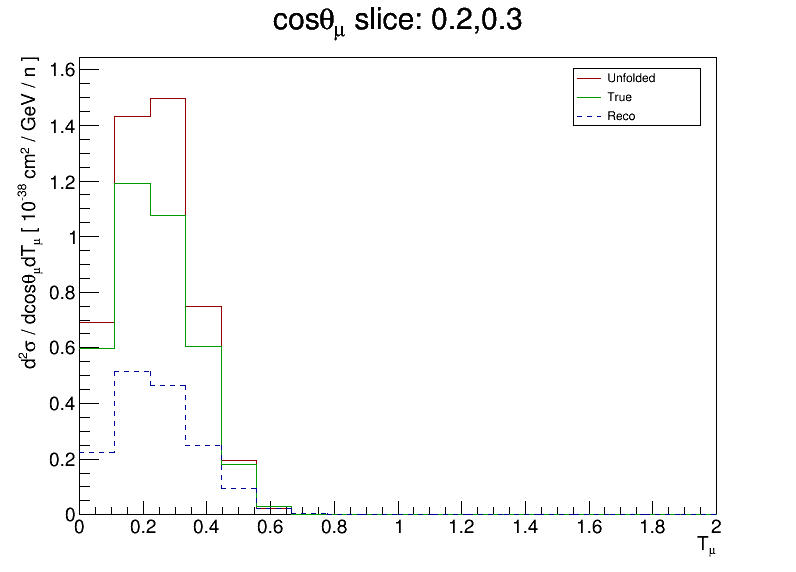 cosθμ slice: 0.2,0.3
d²σ / dcosθμdTμ [ 10⁻³⁸ cm² / GeV / n ]
1.6
1.4
1.2
1
0.8
0.6
0.4
0.2
0
Unfolded
True
Reco
0 0.2 0.4 0.6 0.8 1 1.2 1.4 1.6 1.8 2
Tμ